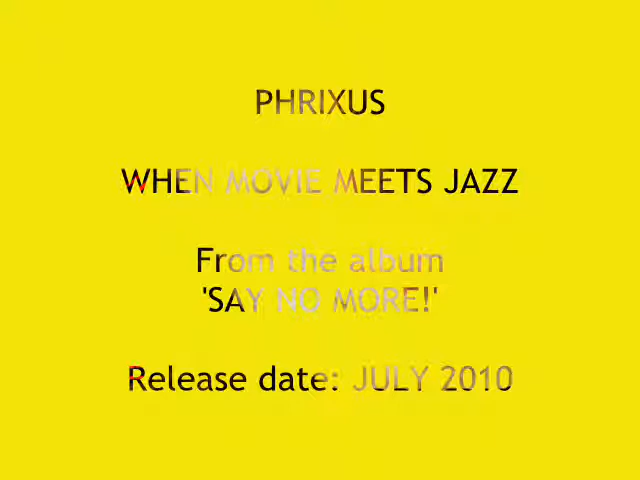 PHRIXUS
WHEN MOVIE MEETS JAZZ
From the album
'SAY NO MORE!'
Release date: JULY 2010